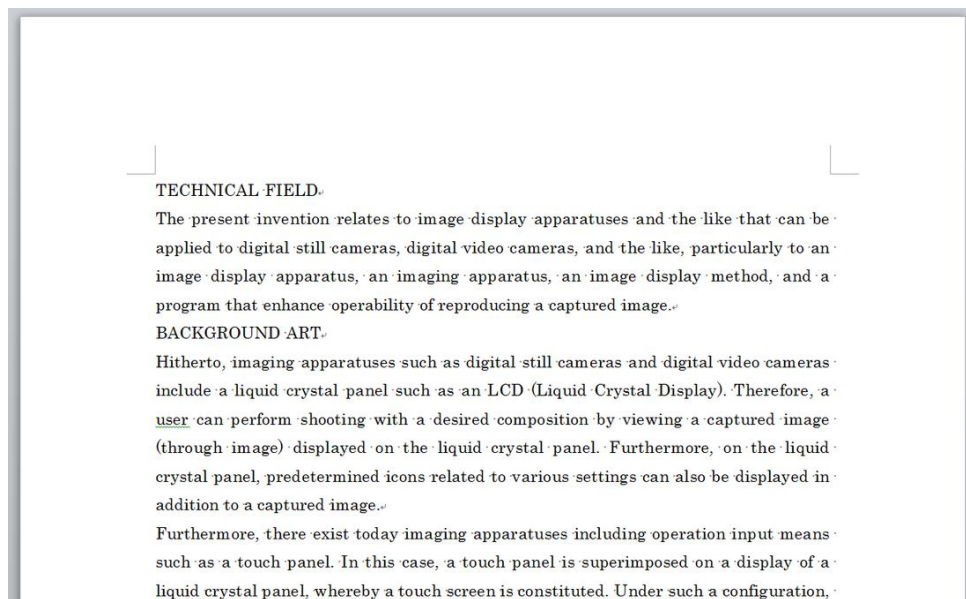 TECHNICAL FIELD
The present invention relates to image display apparatuses and the like that can be
applied to digital still cameras, digital video cameras, and the like, particularly to an
image display apparatus, an imaging apparatus, an image display method, and a
program that enhance operability of reproducing a captured image.
BACKGROUND ART
Hitherto, imaging apparatuses such as digital still cameras and digital video cameras
include a liquid crystal panel such as an LCD (Liquid Crystal Display). Therefore, a
user can perform shooting with a desired composition by viewing a captured image
(through image) displayed on the liquid crystal panel. Furthermore, on the liquid
crystal panel, predetermined icons related to various settings can also be displayed in
addition to a captured image.
Furthermore, there exist today imaging apparatuses including operation input means
such as a touch panel. In this case, a touch panel is superimposed on a display of a
liquid crystal panel, whereby a touch screen is constituted. Under such a configuration,